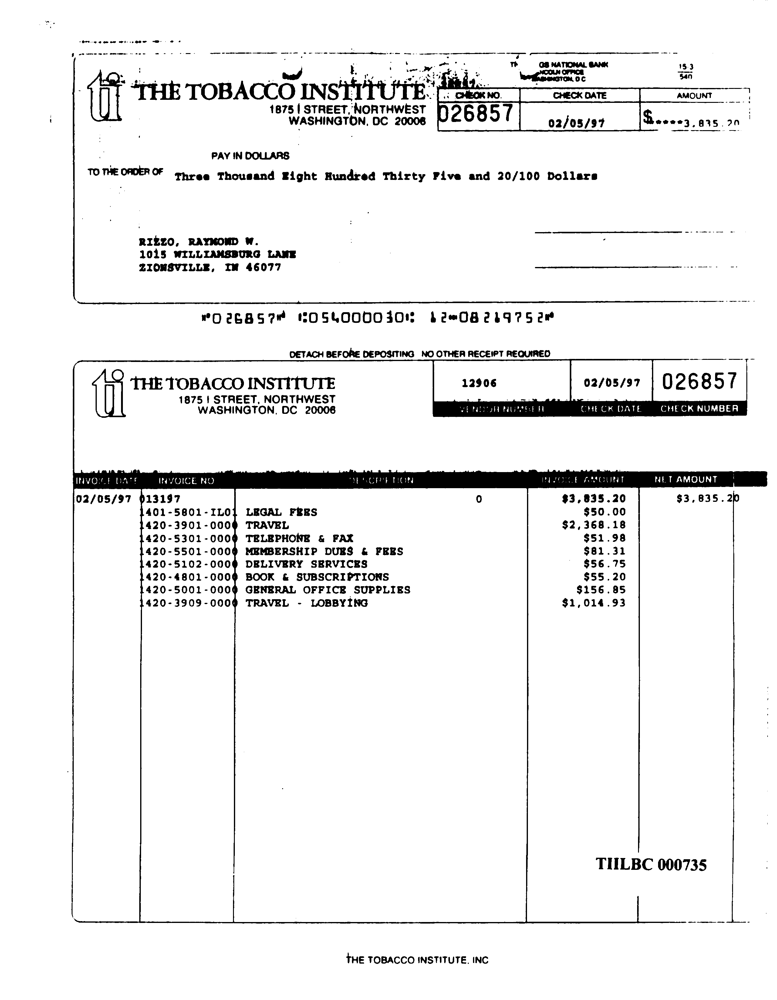 GB NATIONAL BANK
OFFICE
WASHINGTON, D C
15 3
540
ti THE TOBACCO INSTITUTE
1875 I STREET, NORTHWEST
WASHINGTON, DC 20006
CHECK NO. CHECK DATE AMOUNT
026857 02/05/97 $****3,835.20
PAY IN DOLLARS
TO THE ORDER OF Three Thousand Eight Hundred Thirty Five and 20/100 Dollars
RIZZO, RAYMOND W.
1015 WILLIAMSBURG LANE
ZIONSVILLE, IN 46077
⑈026857⑈ ⑆054000030⑆ 12⑉08219752⑈
DETACH BEFORE DEPOSITING NO OTHER RECEIPT REQUIRED
ti THE TOBACCO INSTITUTE
1875 I STREET, NORTHWEST
WASHINGTON, DC 20006
12906 02/05/97 026857
VENDOR NUMBER CHECK DATE CHECK NUMBER
INVOICE DATE INVOICE NO DESCRIPTION INVOICE AMOUNT NET AMOUNT
02/05/97 013197 0 $3,835.20 $3,835.20
1401-5801-IL01 LEGAL FEES $50.00
1420-3901-0000 TRAVEL $2,368.18
1420-5301-0000 TELEPHONE & FAX $51.98
1420-5501-0000 MEMBERSHIP DUES & FEES $81.31
1420-5102-0000 DELIVERY SERVICES $56.75
1420-4801-0000 BOOK & SUBSCRIPTIONS $55.20
1420-5001-0000 GENERAL OFFICE SUPPLIES $156.85
1420-3909-0000 TRAVEL - LOBBYING $1,014.93
TIILBC 000735
THE TOBACCO INSTITUTE, INC